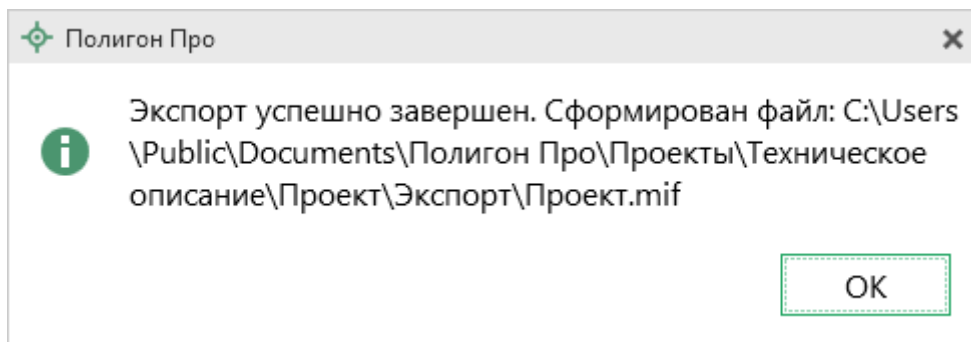 Полигон Про
Экспорт успешно завершен. Сформирован файл: C:\Users
\Public\Documents\Полигон Про\Проекты\Техническое
описание\Проект\Экспорт\Проект.mif
ОК